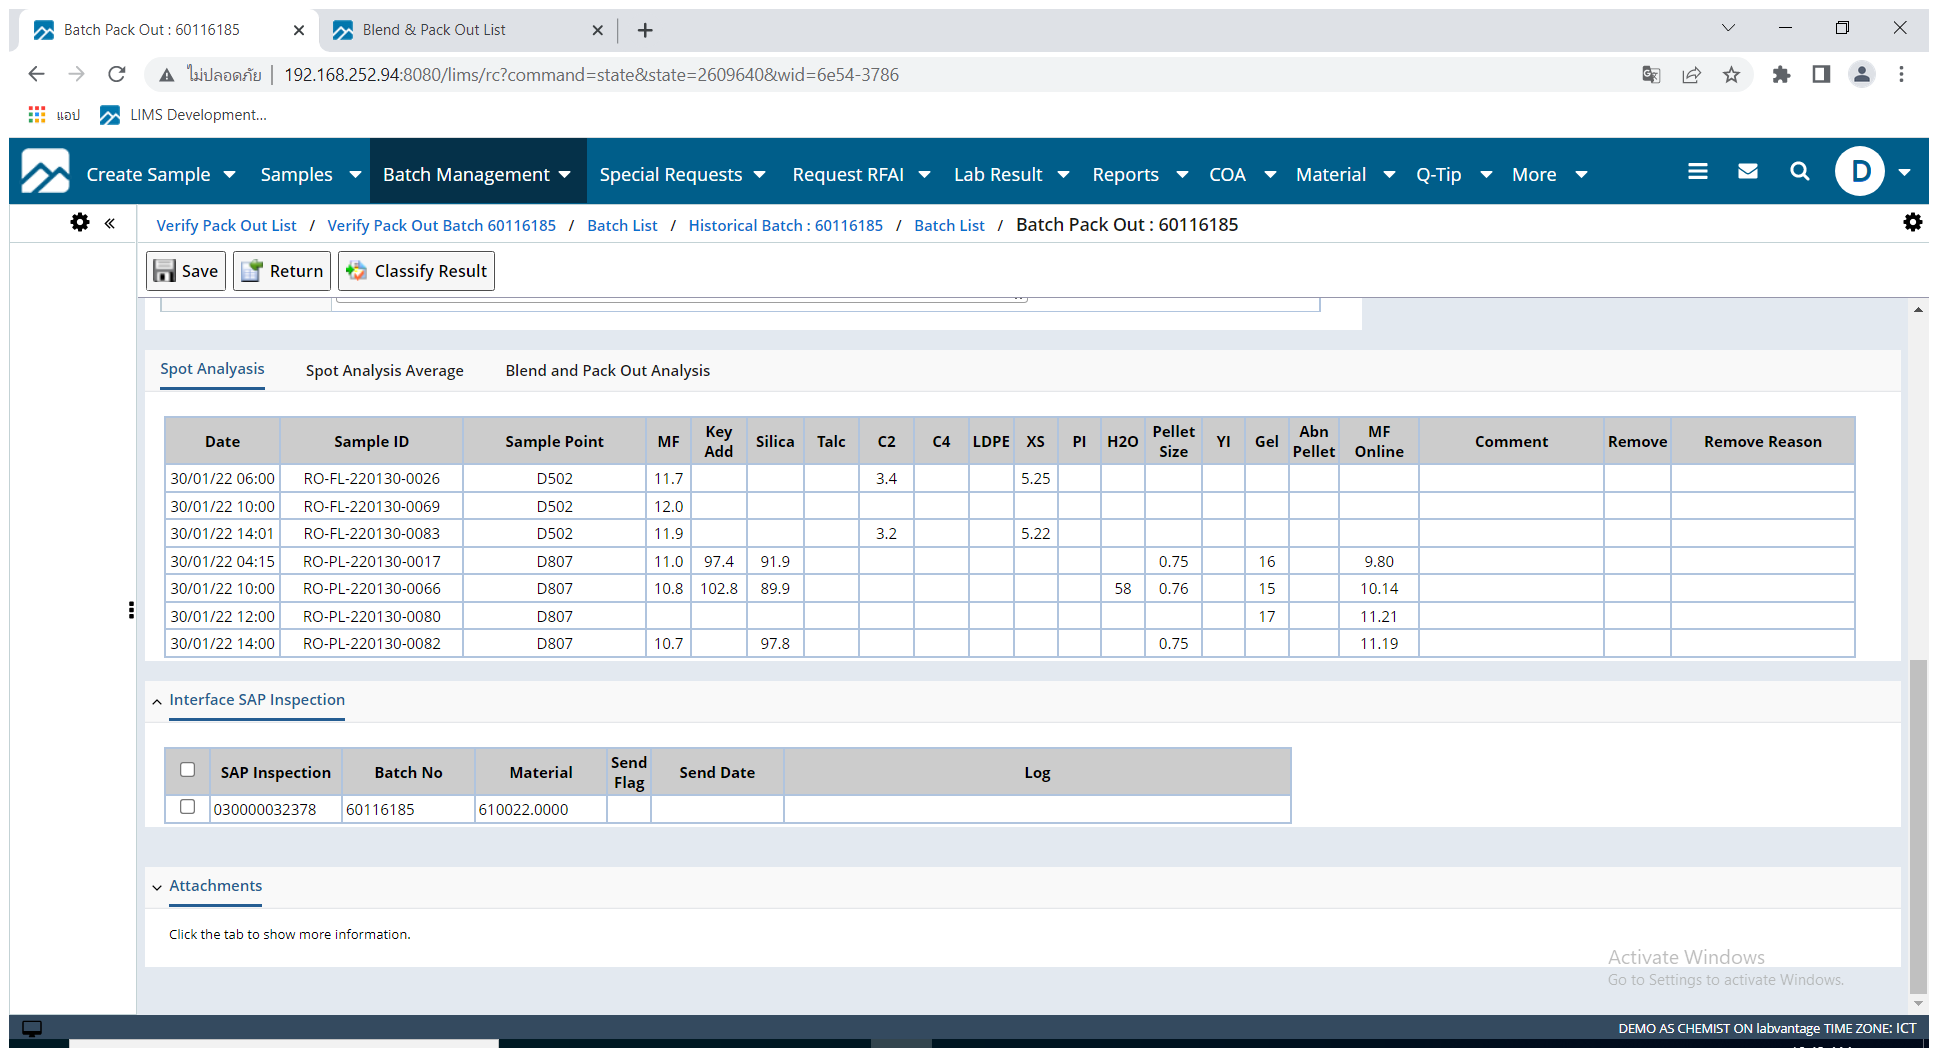 Batch Pack Out : 60116185
Blend & Pack Out List
ไม่ปลอดภัย 192.168.252.94:8080/lims/rc?command=state&state=2609640&wid=6e54-3786
แอป LIMS Development...
Create Sample Samples Batch Management Special Requests Request RFAI Lab Result Reports COA Material Q-Tip More D
Verify Pack Out List / Verify Pack Out Batch 60116185 / Batch List / Historical Batch : 60116185 / Batch List / Batch Pack Out : 60116185
Save Return Classify Result
Spot Analyasis Spot Analysis Average Blend and Pack Out Analysis
Date Sample ID Sample Point MF Key Add Silica Talc C2 C4 LDPE XS PI H2O Pellet Size YI Gel Abn Pellet MF Online Comment Remove Remove Reason
30/01/22 06:00 RO-FL-220130-0026 D502 11.7 3.4 5.25
30/01/22 10:00 RO-FL-220130-0069 D502 12.0
30/01/22 14:01 RO-FL-220130-0083 D502 11.9 3.2 5.22
30/01/22 04:15 RO-PL-220130-0017 D807 11.0 97.4 91.9 0.75 16 9.80
30/01/22 10:00 RO-PL-220130-0066 D807 10.8 102.8 89.9 58 0.76 15 10.14
30/01/22 12:00 RO-PL-220130-0080 D807 17 11.21
30/01/22 14:00 RO-PL-220130-0082 D807 10.7 97.8 0.75 11.19
Interface SAP Inspection
SAP Inspection Batch No Material Send Flag Send Date Log
030000032378 60116185 610022.0000
Attachments
Click the tab to show more information.
Activate Windows
Go to Settings to activate Windows.
DEMO AS CHEMIST ON labvantage TIME ZONE: ICT